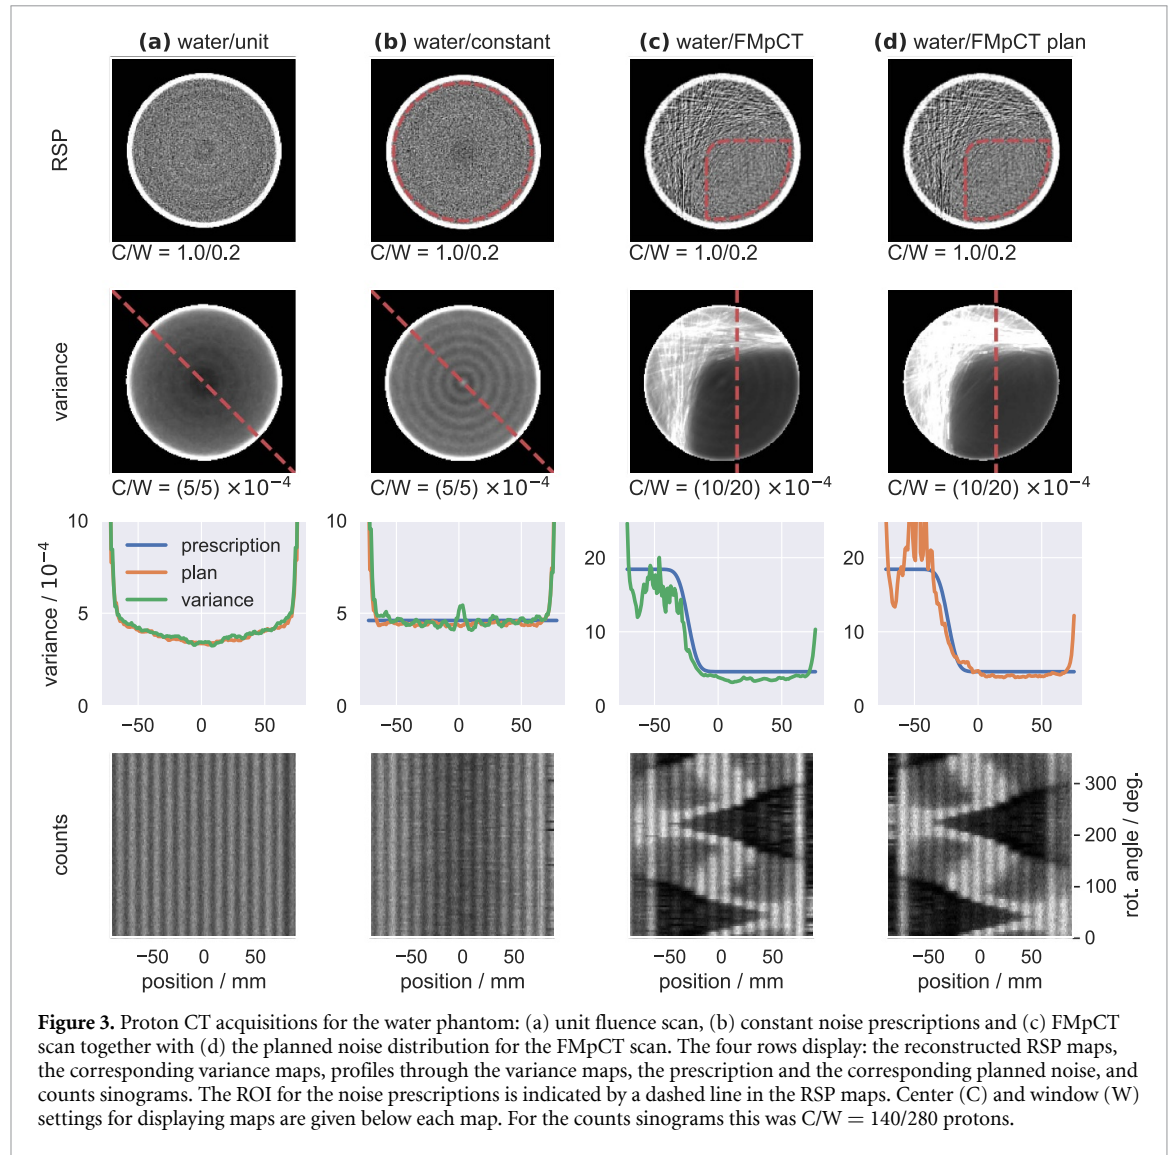 (a) water/unit (b) water/constant (c) water/FMpCT (d) water/FMpCT plan
RSP
C/W = 1.0/0.2 C/W = 1.0/0.2 C/W = 1.0/0.2 C/W = 1.0/0.2
variance
C/W = (5/5) ×10⁻⁴ C/W = (5/5) ×10⁻⁴ C/W = (10/20) ×10⁻⁴ C/W = (10/20) ×10⁻⁴
variance / 10⁻⁴
10 10
prescription
plan
variance
20 20
5 5
10 10
0 0 0 0
−50 0 50 −50 0 50 −50 0 50 −50 0 50
counts
300
200
100
0
rot. angle / deg.
−50 0 50 −50 0 50 −50 0 50 −50 0 50
position / mm position / mm position / mm position / mm
Figure 3. Proton CT acquisitions for the water phantom: (a) unit fluence scan, (b) constant noise prescriptions and (c) FMpCT
scan together with (d) the planned noise distribution for the FMpCT scan. The four rows display: the reconstructed RSP maps,
the corresponding variance maps, profiles through the variance maps, the prescription and the corresponding planned noise, and
counts sinograms. The ROI for the noise prescriptions is indicated by a dashed line in the RSP maps. Center (C) and window (W)
settings for displaying maps are given below each map. For the counts sinograms this was C/W = 140/280 protons.